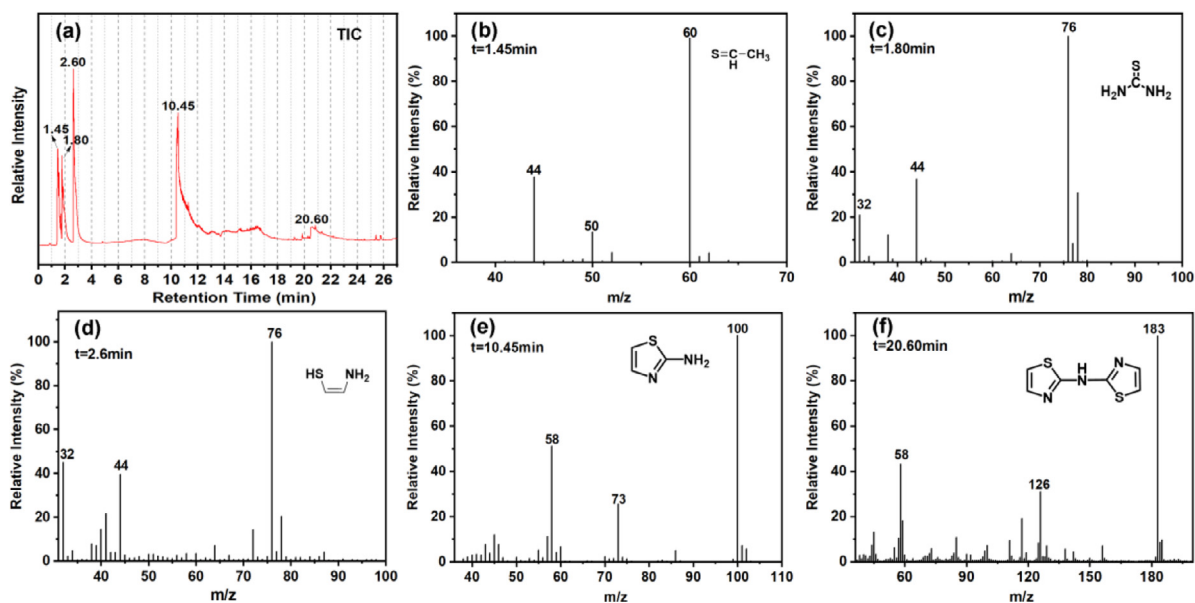 (a)
TIC
2.60
1.45
1.80
10.45
20.60
0 2 4 6 8 10 12 14 16 18 20 22 24 26
Retention Time (min)
Relative Intensity
(b)
t=1.45min
60
44
50
S=C-CH₃
H
100
80
60
40
20
0
40 50 60 70
m/z
Relative Intensity (%)
(c)
t=1.80min
76
44
32
S
C
H₂N NH₂
100
80
60
40
20
0
40 50 60 70 80 90 100
m/z
Relative Intensity (%)
(d)
t=2.6min
76
32
44
HS NH₂
100
80
60
40
20
0
40 50 60 70 80 90 100
m/z
Relative Intensity (%)
(e)
t=10.45min
100
58
73
S
NH₂
N
100
80
60
40
20
0
40 50 60 70 80 90 100 110
m/z
Relative Intensity (%)
(f)
t=20.60min
183
58
126
S H N
N N S
100
80
60
40
20
0
60 90 120 150 180
m/z
Relative Intensity (%)